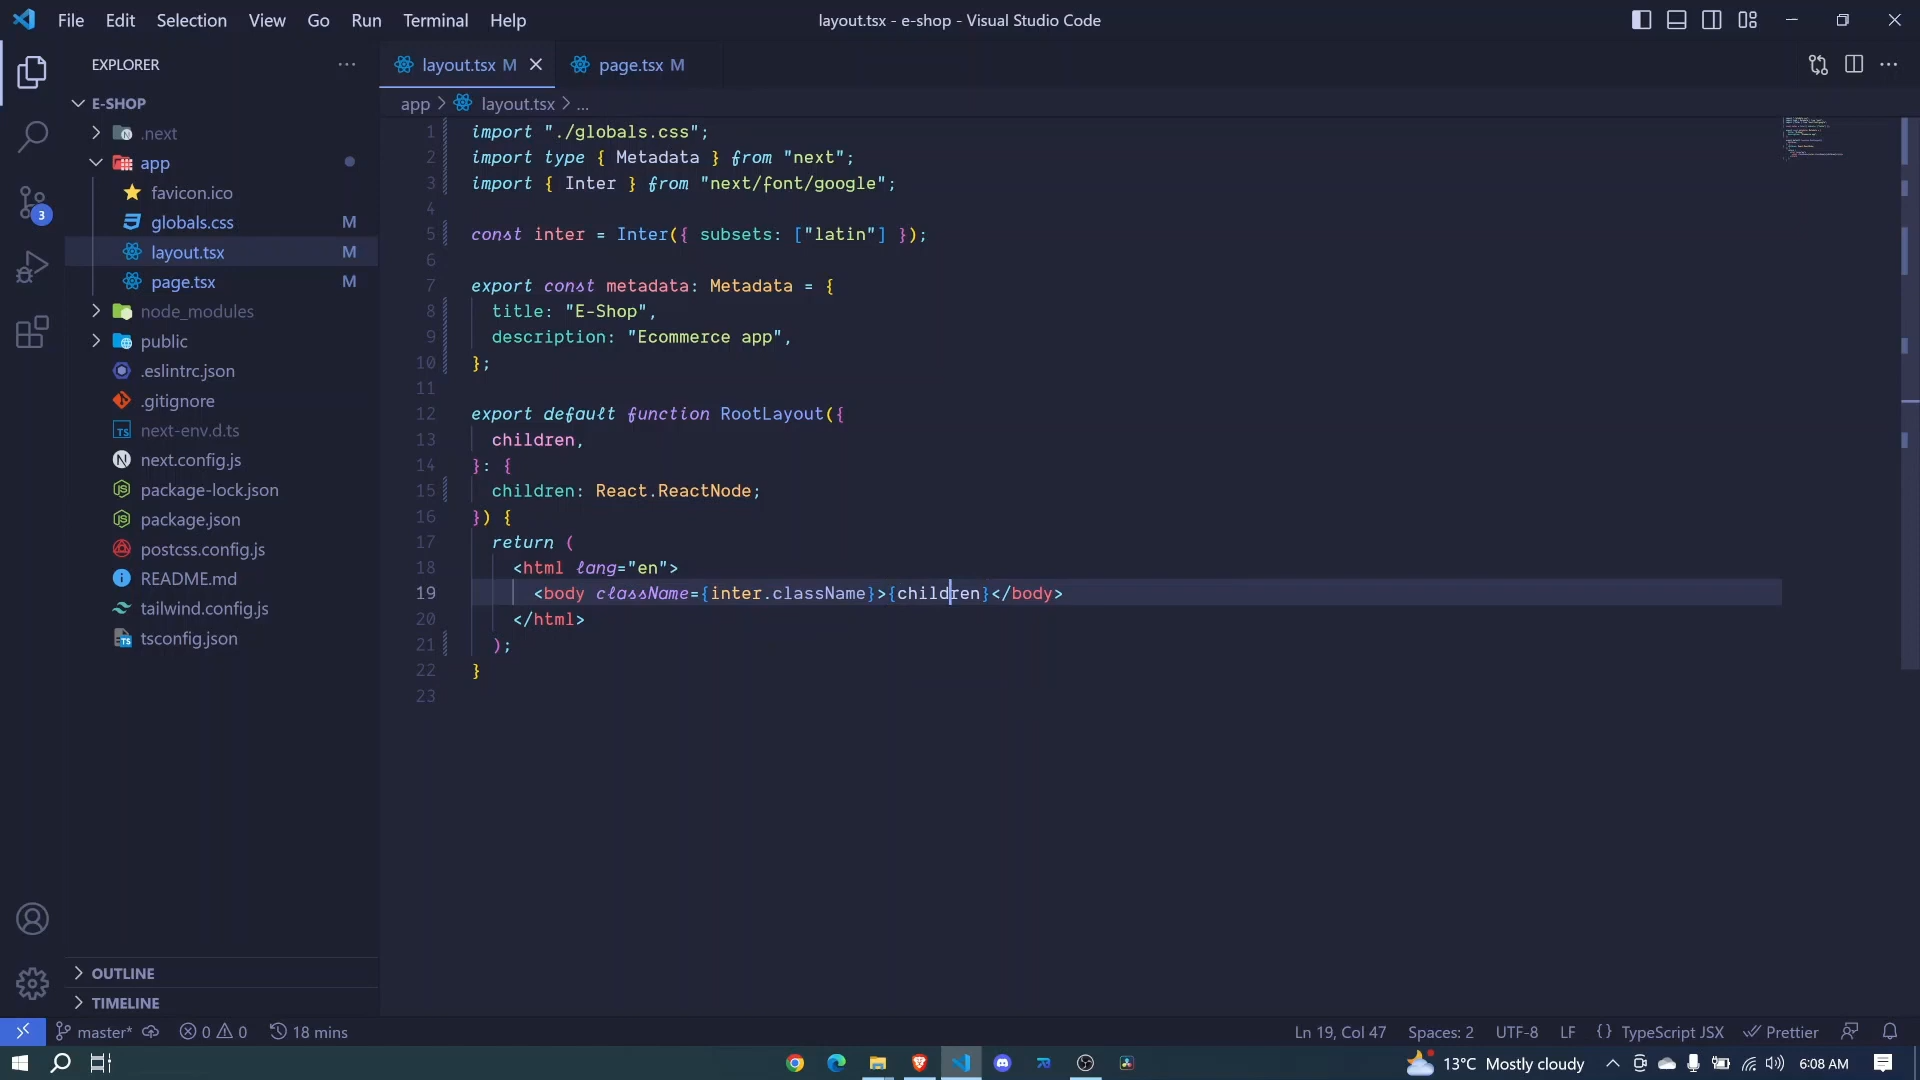 File Edit Selection View Go Run Terminal Help
layout.tsx - e-shop - Visual Studio Code
EXPLORER
E-SHOP
.next
app
favicon.ico
globals.css M
layout.tsx M
page.tsx M
node_modules
public
.eslintrc.json
.gitignore
next-env.d.ts
next.config.js
package-lock.json
package.json
postcss.config.js
README.md
tailwind.config.js
tsconfig.json
OUTLINE
TIMELINE
3
layout.tsx M
page.tsx M
app > layout.tsx > ...
1 import "./globals.css";
2 import type { Metadata } from "next";
3 import { Inter } from "next/font/google";
4
5 const inter = Inter({ subsets: ["latin"] });
6
7 export const metadata: Metadata = {
8 title: "E-Shop",
9 description: "Ecommerce app",
10 };
11
12 export default function RootLayout({
13 children,
14 }: {
15 children: React.ReactNode;
16 }) {
17 return (
18 <html lang="en">
19 <body className={inter.className}>{children}</body>
20 </html>
21 );
22 }
23
master* 0 0 18 mins
Ln 19, Col 47 Spaces: 2 UTF-8 LF {} TypeScript JSX Prettier
13°C Mostly cloudy 6:08 AM